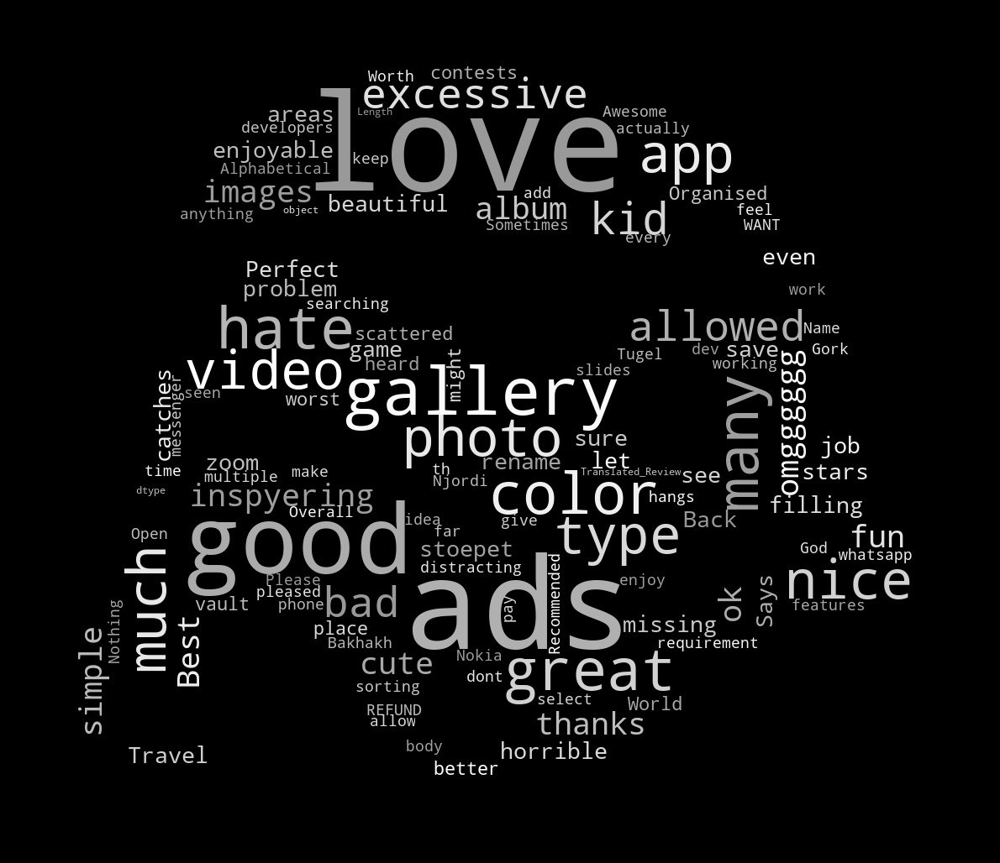 Worth
contests
excessive
love
Length
areas
developers
Awesome
actually
enjoyable
keep
app
Alphabetical
images
beautiful
add
album
Organised
anything
object
Sometimes
kid
feel
WANT
every
even
Perfect
problem
searching
work
hate
scattered
allowed
Name
game
heard
Tugel
dev
save
Gork
working
video
gallery
might
slides
catches
messenger
seen
worst
many
omggggggg
photo
sure
job
time
zoom
multiple
make
th
Njordi
rename
let
Translated_Review
see
stars
dtype
inspyering
Overall
color
hangs
filling
good
idea
far
give
type
Back
Open
stoepet
distracting
fun
God
whatsapp
much
Please
pleased
phone
vault
bad
ads
pay
Recommended
enjoy
nice
features
ok
Says
Nothing
simple
Best
place
Bakhakh
missing
requirement
cute
Nokia
dont
great
sorting
select
World
REFUND
allow
thanks
Travel
body
horrible
better